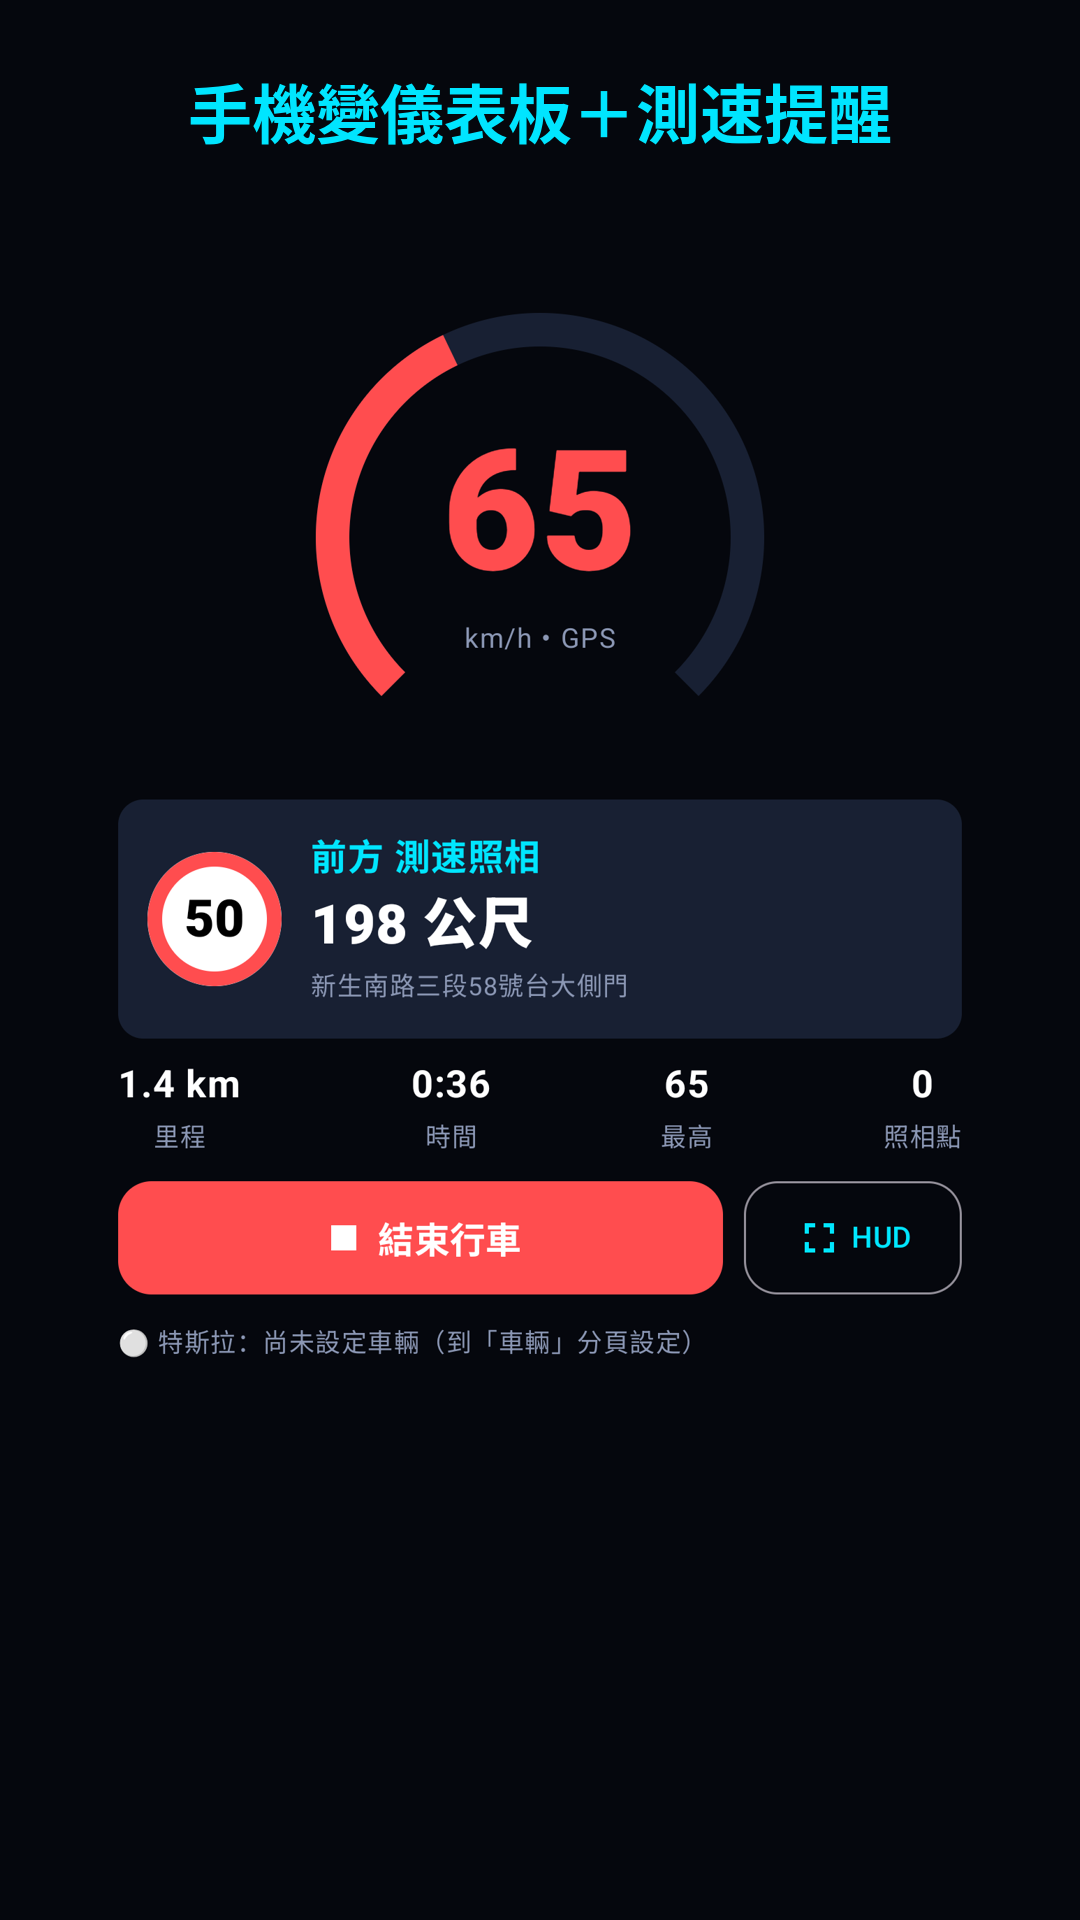 手機變儀表板＋測速提醒
65
km/h・GPS
50
前方 測速照相
198 公尺
新生南路三段58號台大側門
1.4 km
里程
0:36
時間
65
最高
0
照相點
結束行車
HUD
特斯拉：尚未設定車輛（到「車輛」分頁設定）